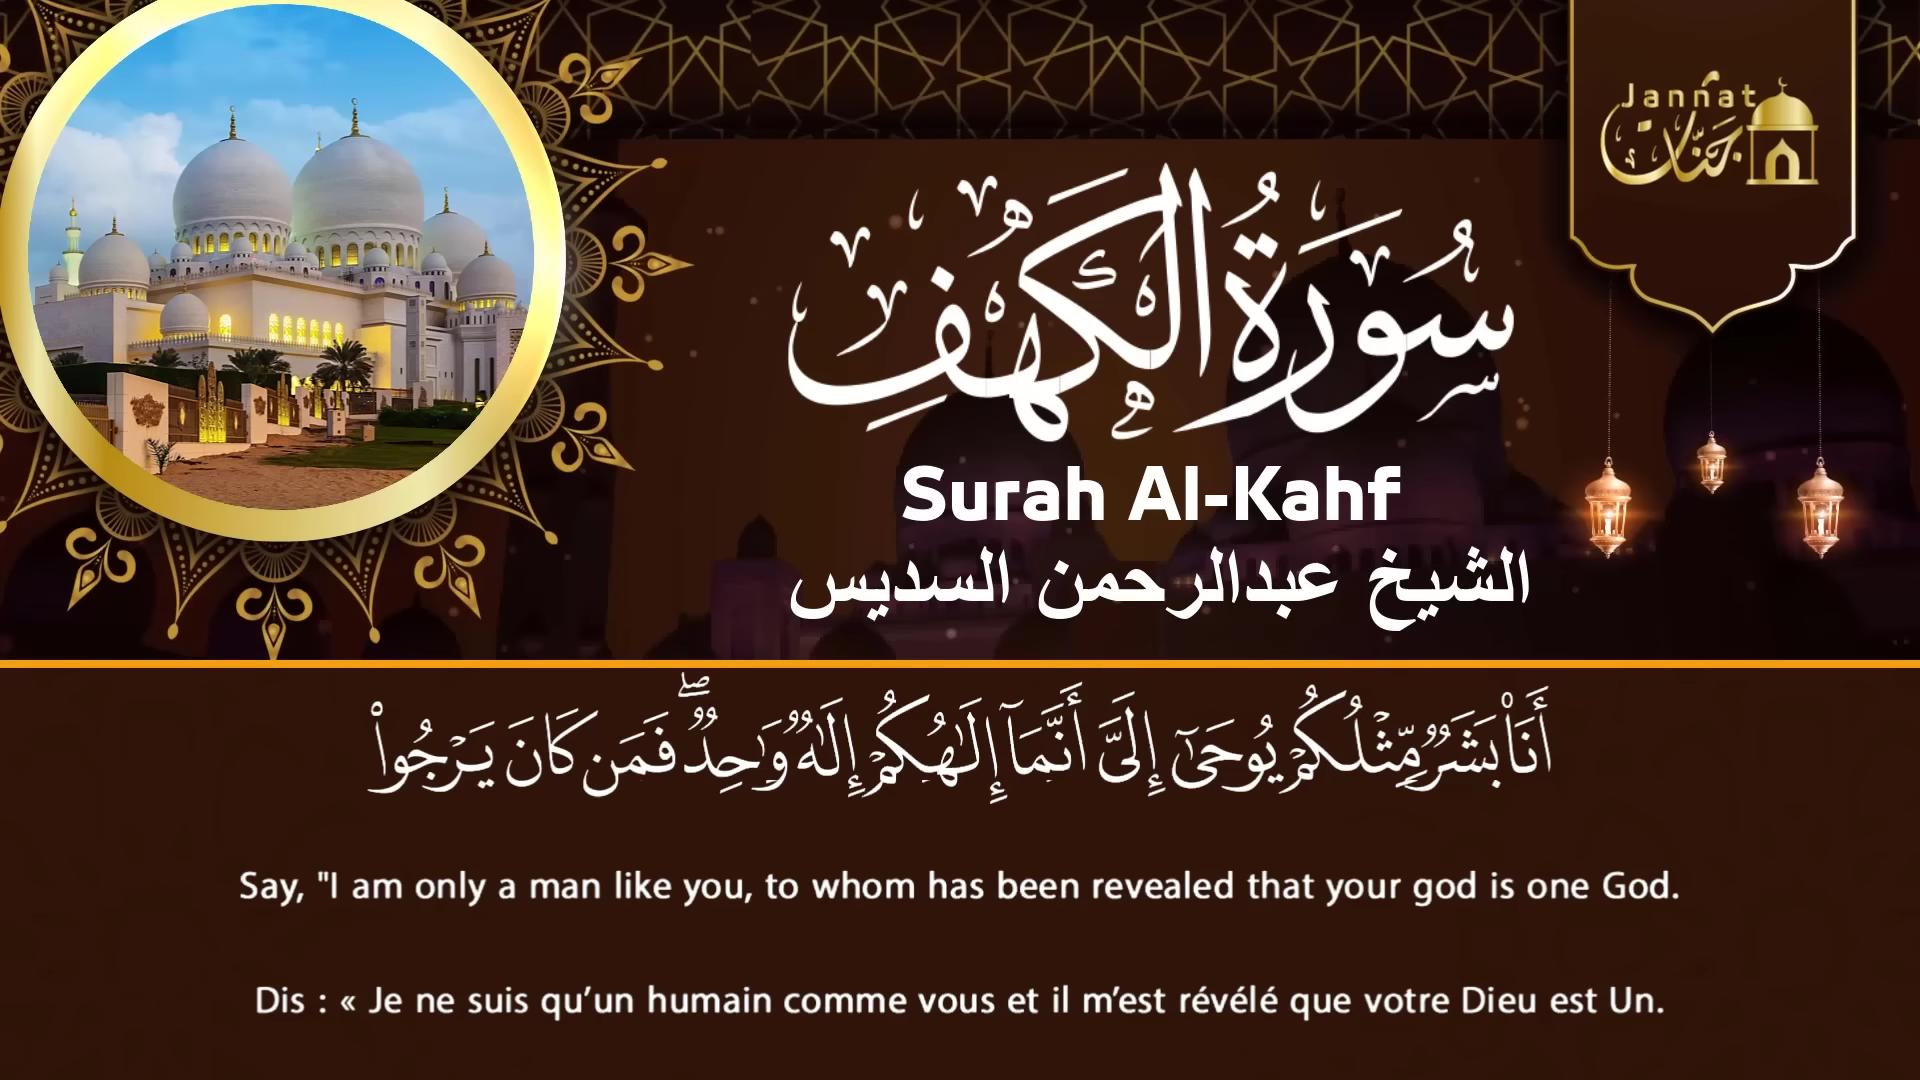 Jannat
جنات
سُورَةُ الكَهْفِ
Surah Al-Kahf
الشيخ عبدالرحمن السديس
أَنَا۠ بَشَرٌ مِّثْلُكُمْ يُوحَىٰٓ إِلَىَّ أَنَّمَآ إِلَٰهُكُمْ إِلَٰهٌ وَٰحِدٌ ۖ فَمَن كَانَ يَرْجُوا۟
Say, "I am only a man like you, to whom has been revealed that your god is one God.
Dis : « Je ne suis qu’un humain comme vous et il m’est révélé que votre Dieu est Un.